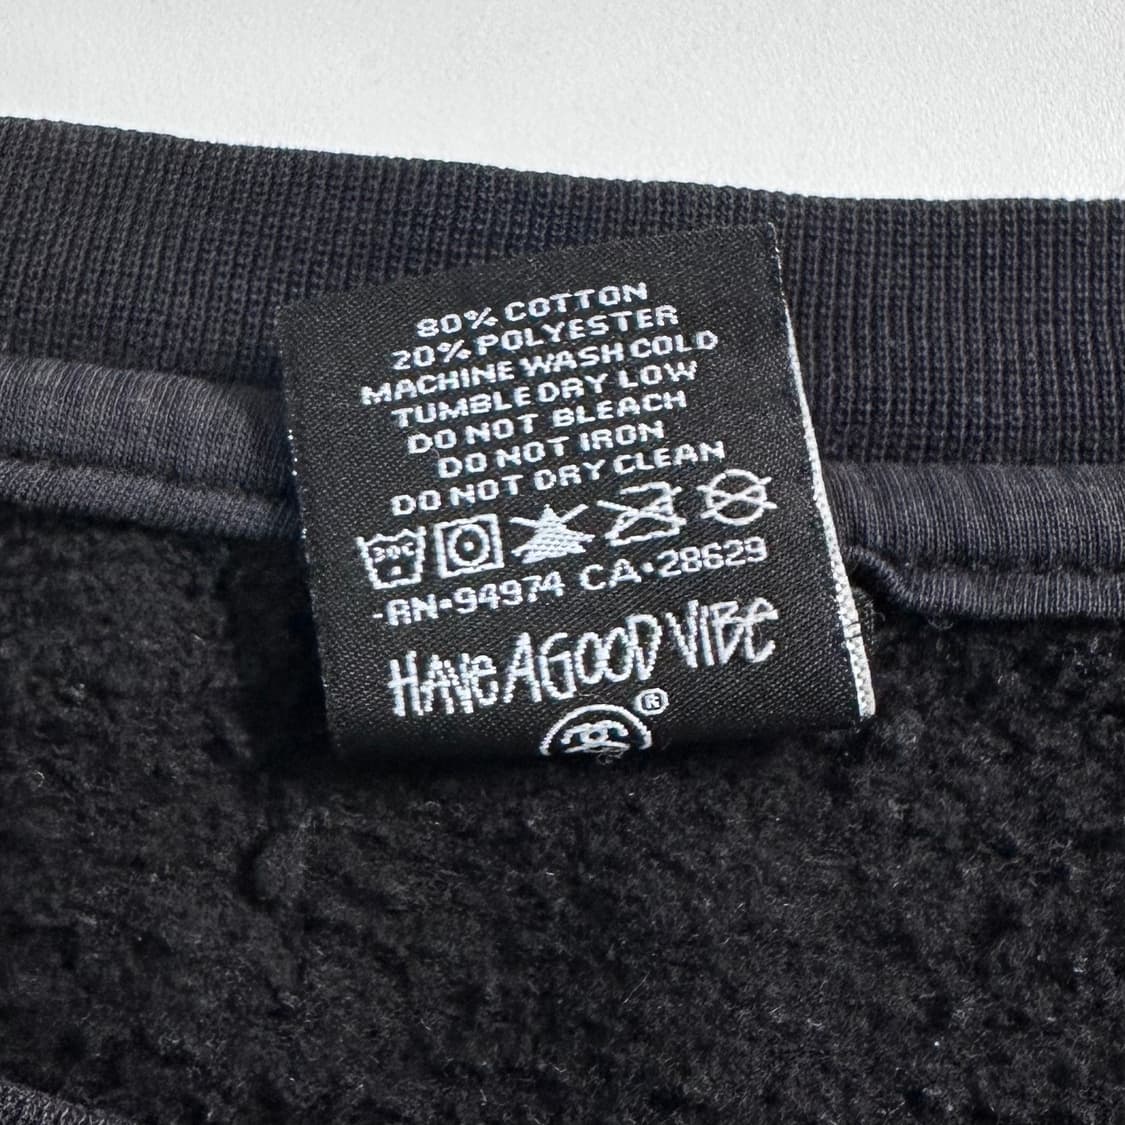 80% COTTON
20% POLYESTER
MACHINE WASH COLD
TUMBLE DRY LOW
DO NOT BLEACH
DO NOT IRON
DO NOT DRY CLEAN
30C
-RN•94974 CA•28629
HAVE A GOOD VIBE
®